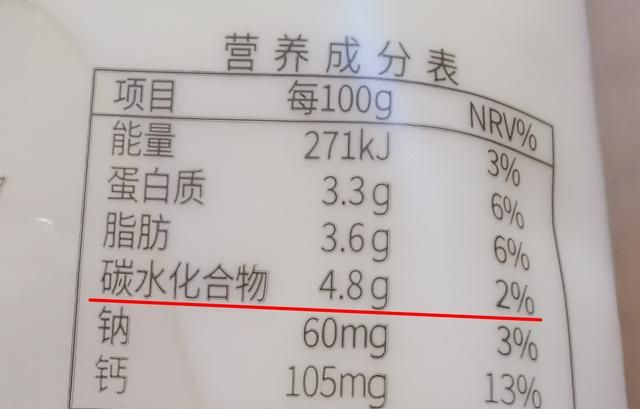 营养成分表
项目 每100g NRV%
能量 271kJ 3%
蛋白质 3.3g 6%
脂肪 3.6g 6%
碳水化合物 4.8g 2%
钠 60mg 3%
钙 105mg 13%